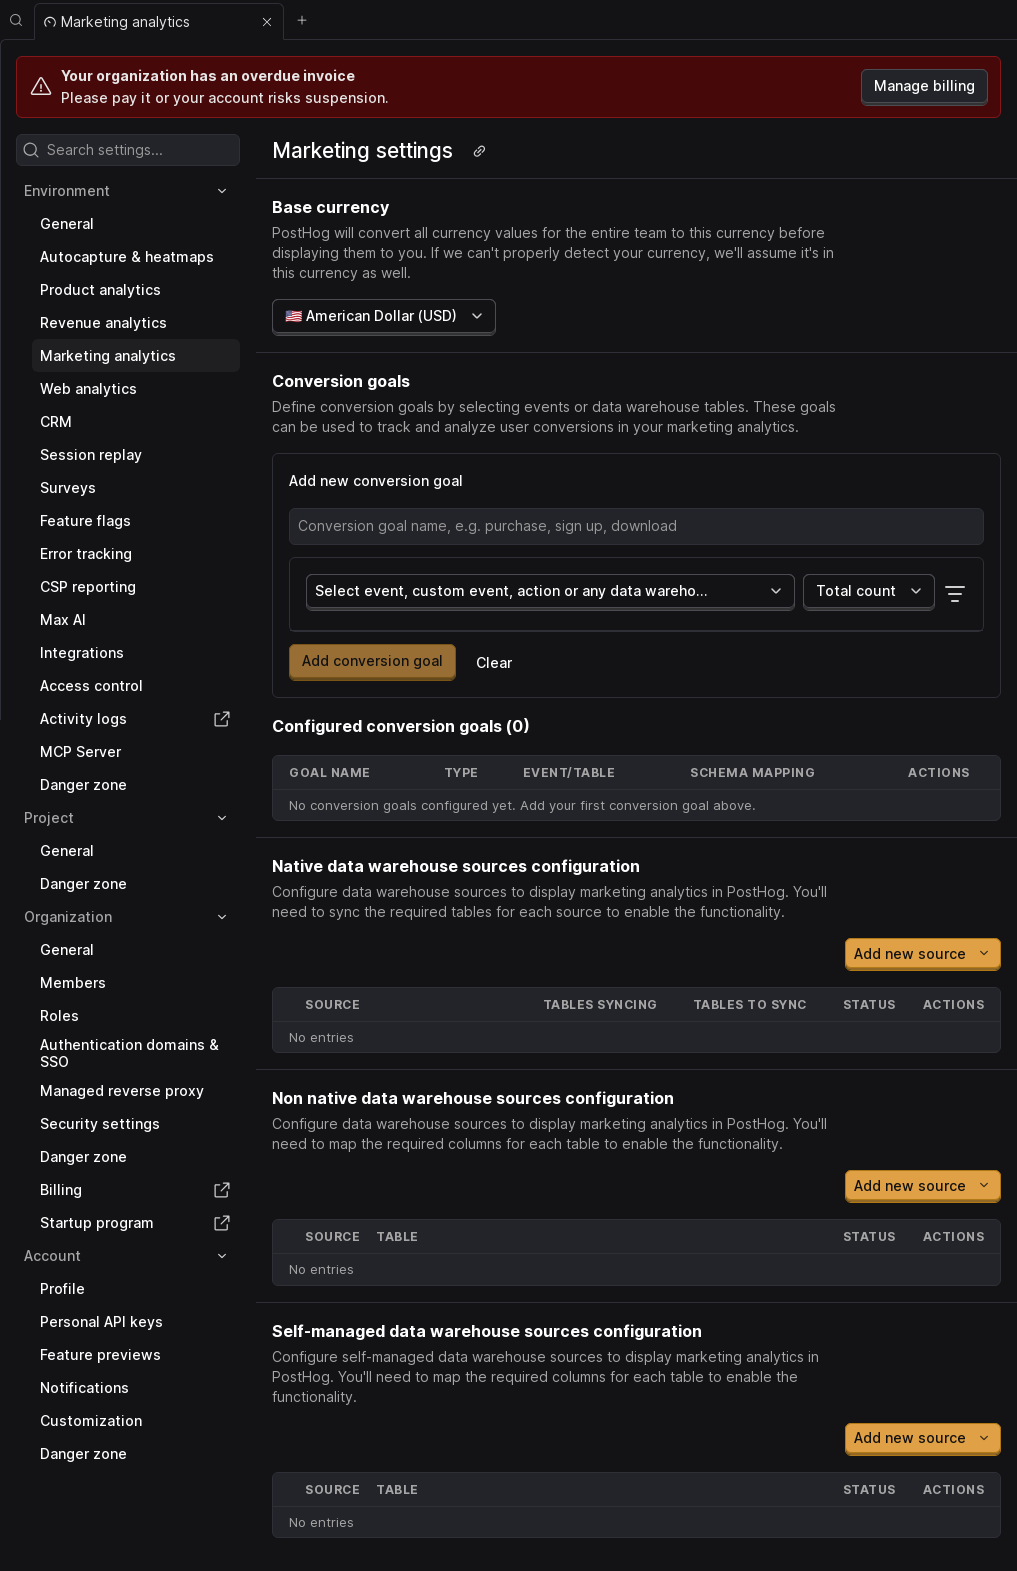 Marketing analytics
Your organization has an overdue invoice
Please pay it or your account risks suspension.
Manage billing
Search settings...
Environment
General
Autocapture & heatmaps
Product analytics
Revenue analytics
Marketing analytics
Web analytics
CRM
Session replay
Surveys
Feature flags
Error tracking
CSP reporting
Max AI
Integrations
Access control
Activity logs
MCP Server
Danger zone
Project
General
Danger zone
Organization
General
Members
Roles
Authentication domains &
SSO
Managed reverse proxy
Security settings
Danger zone
Billing
Startup program
Account
Profile
Personal API keys
Feature previews
Notifications
Customization
Danger zone
Marketing settings
Base currency
PostHog will convert all currency values for the entire team to this currency before
displaying them to you. If we can't properly detect your currency, we'll assume it's in
this currency as well.
🇺🇸 American Dollar (USD)
Conversion goals
Define conversion goals by selecting events or data warehouse tables. These goals
can be used to track and analyze user conversions in your marketing analytics.
Add new conversion goal
Conversion goal name, e.g. purchase, sign up, download
Select event, custom event, action or any data wareho... Total count
Add conversion goal Clear
Configured conversion goals (0)
GOAL NAME TYPE EVENT/TABLE SCHEMA MAPPING ACTIONS
No conversion goals configured yet. Add your first conversion goal above.
Native data warehouse sources configuration
Configure data warehouse sources to display marketing analytics in PostHog. You'll
need to sync the required tables for each source to enable the functionality.
Add new source
SOURCE TABLES SYNCING TABLES TO SYNC STATUS ACTIONS
No entries
Non native data warehouse sources configuration
Configure data warehouse sources to display marketing analytics in PostHog. You'll
need to map the required columns for each table to enable the functionality.
Add new source
SOURCE TABLE STATUS ACTIONS
No entries
Self-managed data warehouse sources configuration
Configure self-managed data warehouse sources to display marketing analytics in
PostHog. You'll need to map the required columns for each table to enable the
functionality.
Add new source
SOURCE TABLE STATUS ACTIONS
No entries